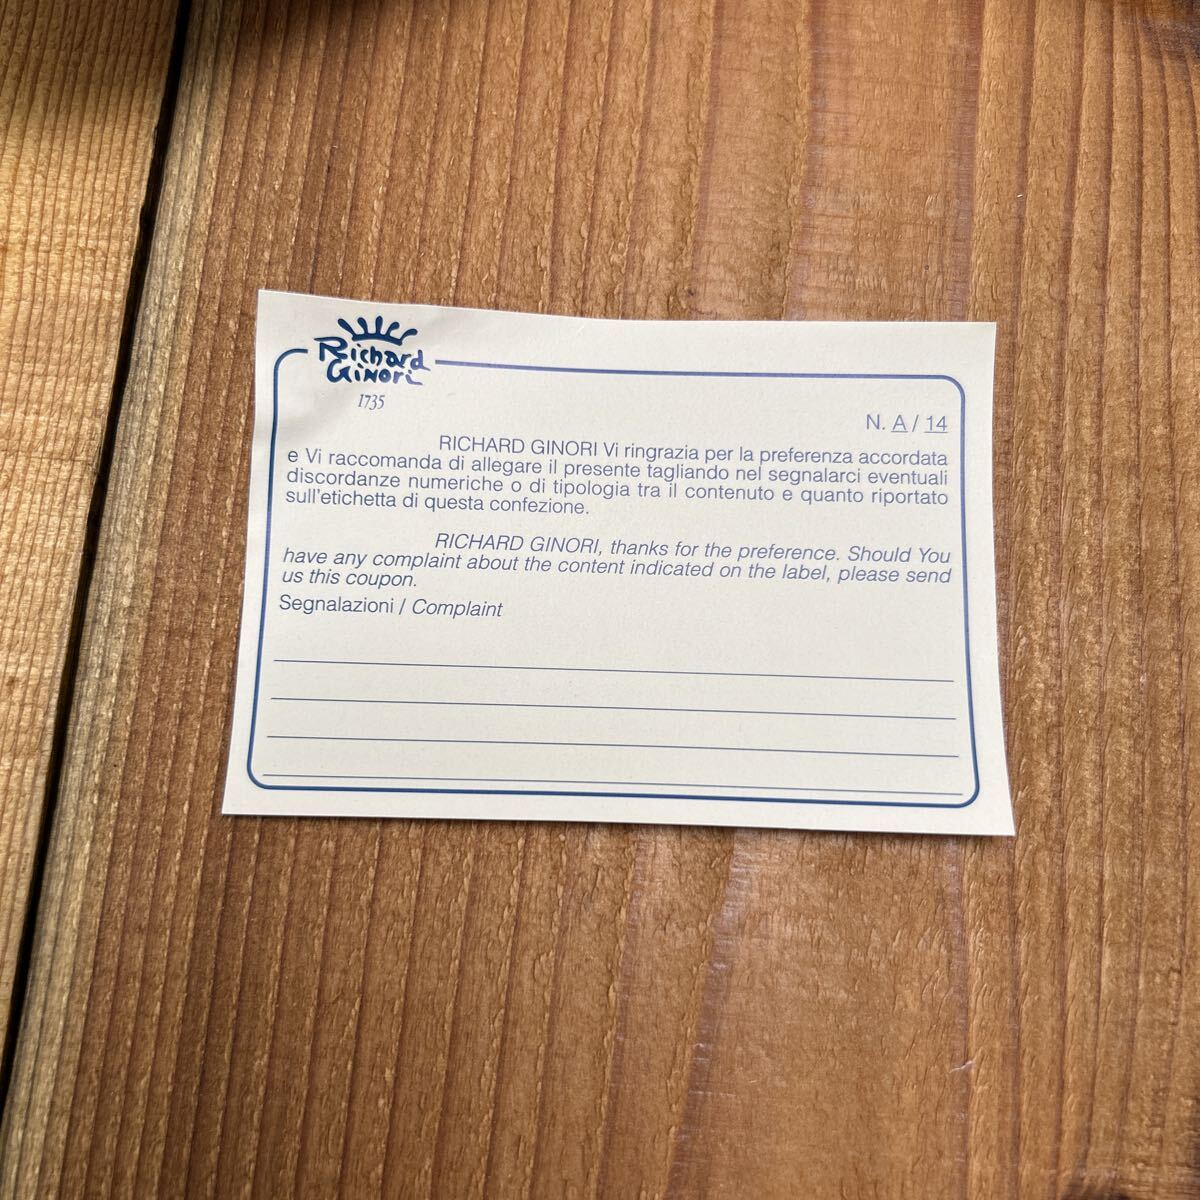 Richard
GiNori
1735
N. A / 14
RICHARD GINORI Vi ringrazia per la preferenza accordata
e Vi raccomanda di allegare il presente tagliando nel segnalarci eventuali
discordanze numeriche o di tipologia tra il contenuto e quanto riportato
sull'etichetta di questa confezione.
RICHARD GINORI, thanks for the preference. Should You
have any complaint about the content indicated on the label, please send
us this coupon.
Segnalazioni / Complaint